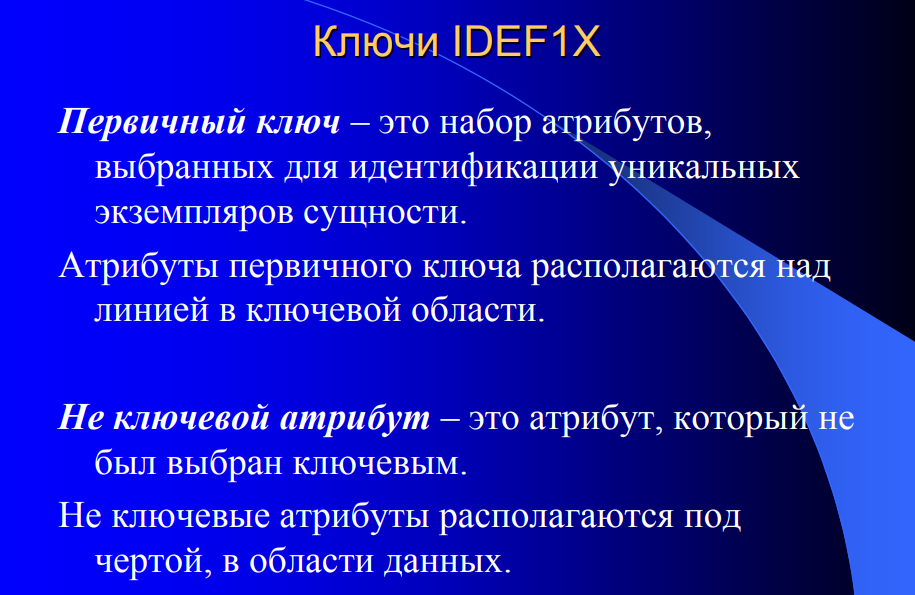 Ключи IDEF1X
Первичный ключ – это набор атрибутов,
выбранных для идентификации уникальных
экземпляров сущности.
Атрибуты первичного ключа располагаются над
линией в ключевой области.
Не ключевой атрибут – это атрибут, который не
был выбран ключевым.
Не ключевые атрибуты располагаются под
чертой, в области данных.